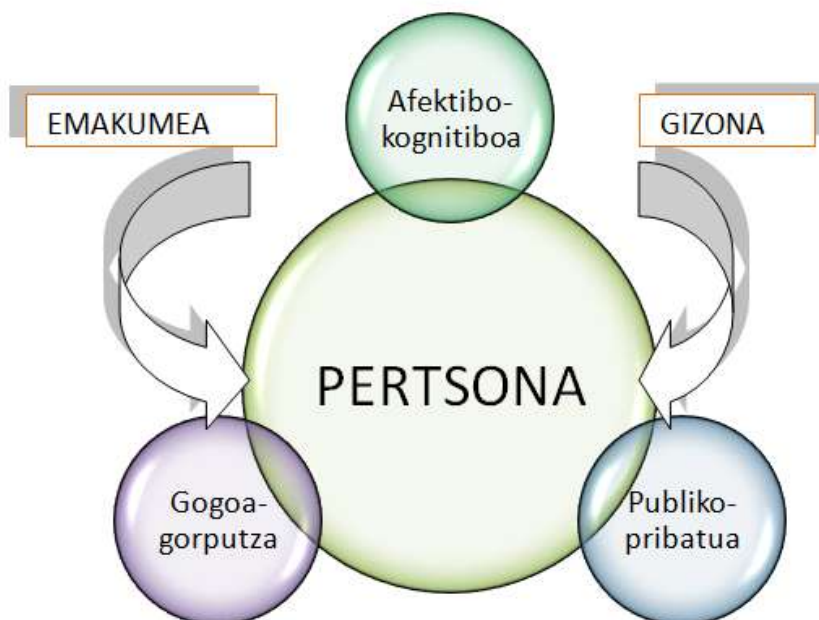 Afektibo-
kognitiboa
EMAKUMEA
GIZONA
PERTSONA
Gogoa-
gorputza
Publiko-
pribatua